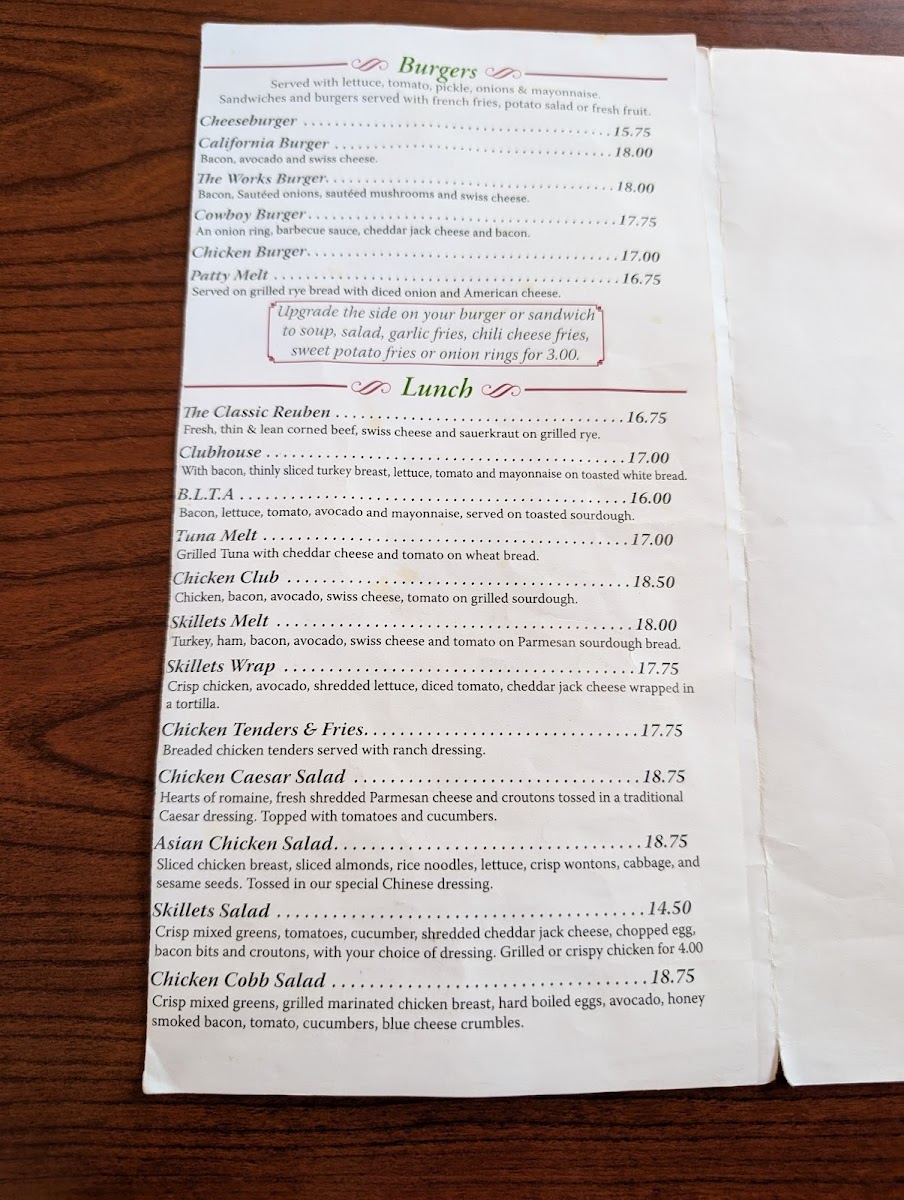 Burgers
Served with lettuce, tomato, pickle, onions & mayonnaise.
Sandwiches and burgers served with french fries, potato salad or fresh fruit.
Cheeseburger ........................................ 15.75
California Burger .................................... 18.00
Bacon, avocado and swiss cheese.
The Works Burger..................................... 18.00
Bacon, Sautéed onions, sautéed mushrooms and swiss cheese.
Cowboy Burger........................................ 17.75
An onion ring, barbecue sauce, cheddar jack cheese and bacon.
Chicken Burger........................................ 17.00
Patty Melt ............................................ 16.75
Served on grilled rye bread with diced onion and American cheese.
Upgrade the side on your burger or sandwich
to soup, salad, garlic fries, chili cheese fries,
sweet potato fries or onion rings for 3.00.
Lunch
The Classic Reuben .................................. 16.75
Fresh, thin & lean corned beef, swiss cheese and sauerkraut on grilled rye.
Clubhouse ............................................ 17.00
With bacon, thinly sliced turkey breast, lettuce, tomato and mayonnaise on toasted white bread.
B.L.T.A ............................................... 16.00
Bacon, lettuce, tomato, avocado and mayonnaise, served on toasted sourdough.
Tuna Melt ............................................ 17.00
Grilled Tuna with cheddar cheese and tomato on wheat bread.
Chicken Club ......................................... 18.50
Chicken, bacon, avocado, swiss cheese, tomato on grilled sourdough.
Skillets Melt .......................................... 18.00
Turkey, ham, bacon, avocado, swiss cheese and tomato on Parmesan sourdough bread.
Skillets Wrap ......................................... 17.75
Crisp chicken, avocado, shredded lettuce, diced tomato, cheddar jack cheese wrapped in
a tortilla.
Chicken Tenders & Fries.............................. 17.75
Breaded chicken tenders served with ranch dressing.
Chicken Caesar Salad ................................ 18.75
Hearts of romaine, fresh shredded Parmesan cheese and croutons tossed in a traditional
Caesar dressing. Topped with tomatoes and cucumbers.
Asian Chicken Salad.................................. 18.75
Sliced chicken breast, sliced almonds, rice noodles, lettuce, crisp wontons, cabbage, and
sesame seeds. Tossed in our special Chinese dressing.
Skillets Salad ......................................... 14.50
Crisp mixed greens, tomatoes, cucumber, shredded cheddar jack cheese, chopped egg,
bacon bits and croutons, with your choice of dressing. Grilled or crispy chicken for 4.00
Chicken Cobb Salad .................................. 18.75
Crisp mixed greens, grilled marinated chicken breast, hard boiled eggs, avocado, honey
smoked bacon, tomato, cucumbers, blue cheese crumbles.